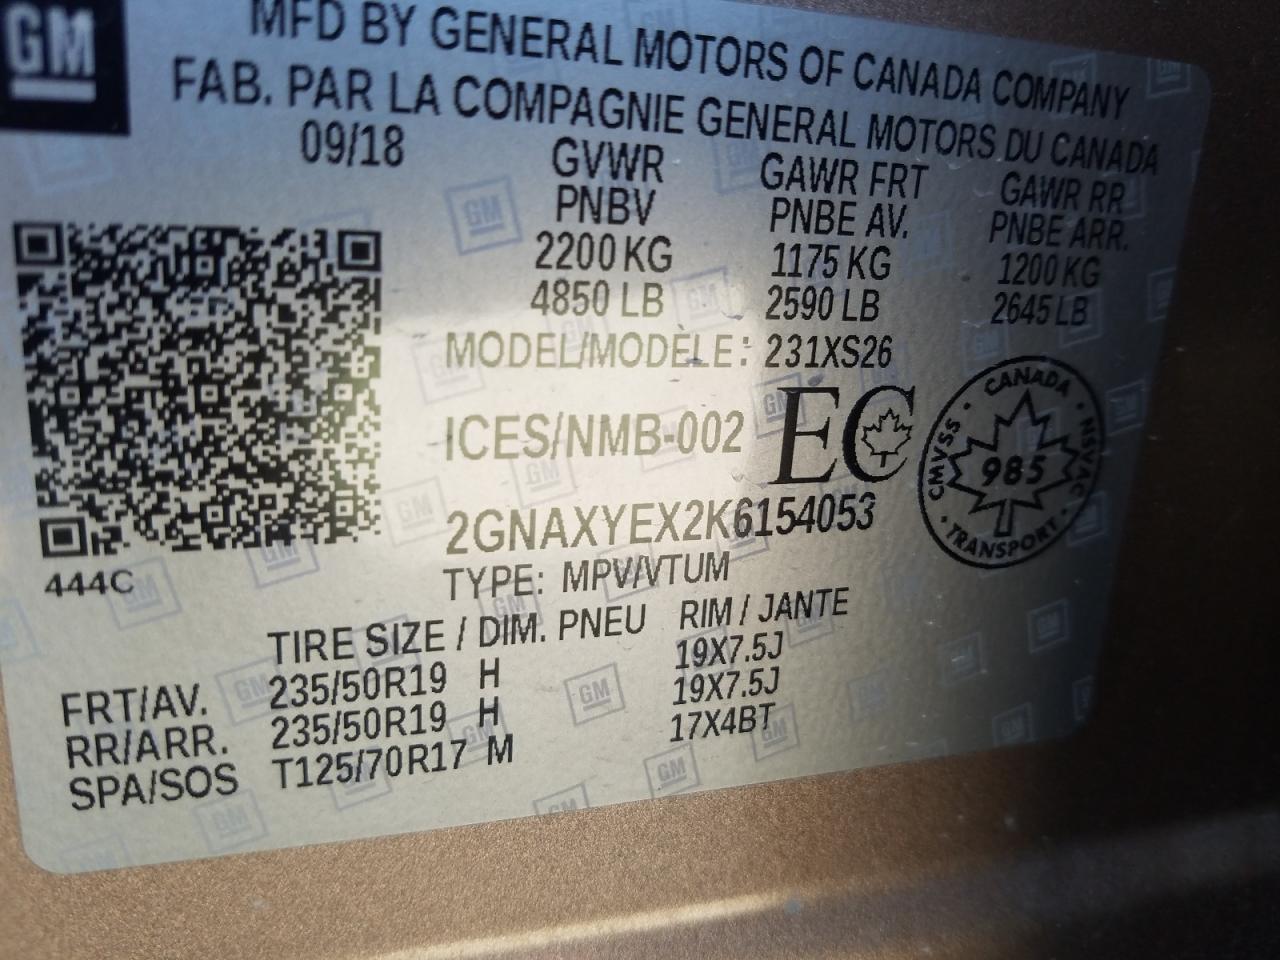 GM
MFD BY GENERAL MOTORS OF CANADA COMPANY
FAB. PAR LA COMPAGNIE GENERAL MOTORS DU CANADA
09/18 GVWR GAWR FRT GAWR RR
PNBV PNBE AV. PNBE ARR.
2200 KG 1175 KG 1200 KG
4850 LB 2590 LB 2645 LB
MODEL/MODÈLE: 231XS26
ICES/NMB-002 EC
CANADA
CMVSS · NSVAC
985
TRANSPORT
2GNAXYEX2K6154053
444C
TYPE: MPV/VTUM
TIRE SIZE / DIM. PNEU RIM / JANTE
FRT/AV. 235/50R19 H 19X7.5J
RR/ARR. 235/50R19 H 19X7.5J
SPA/SOS T125/70R17 M 17X4BT